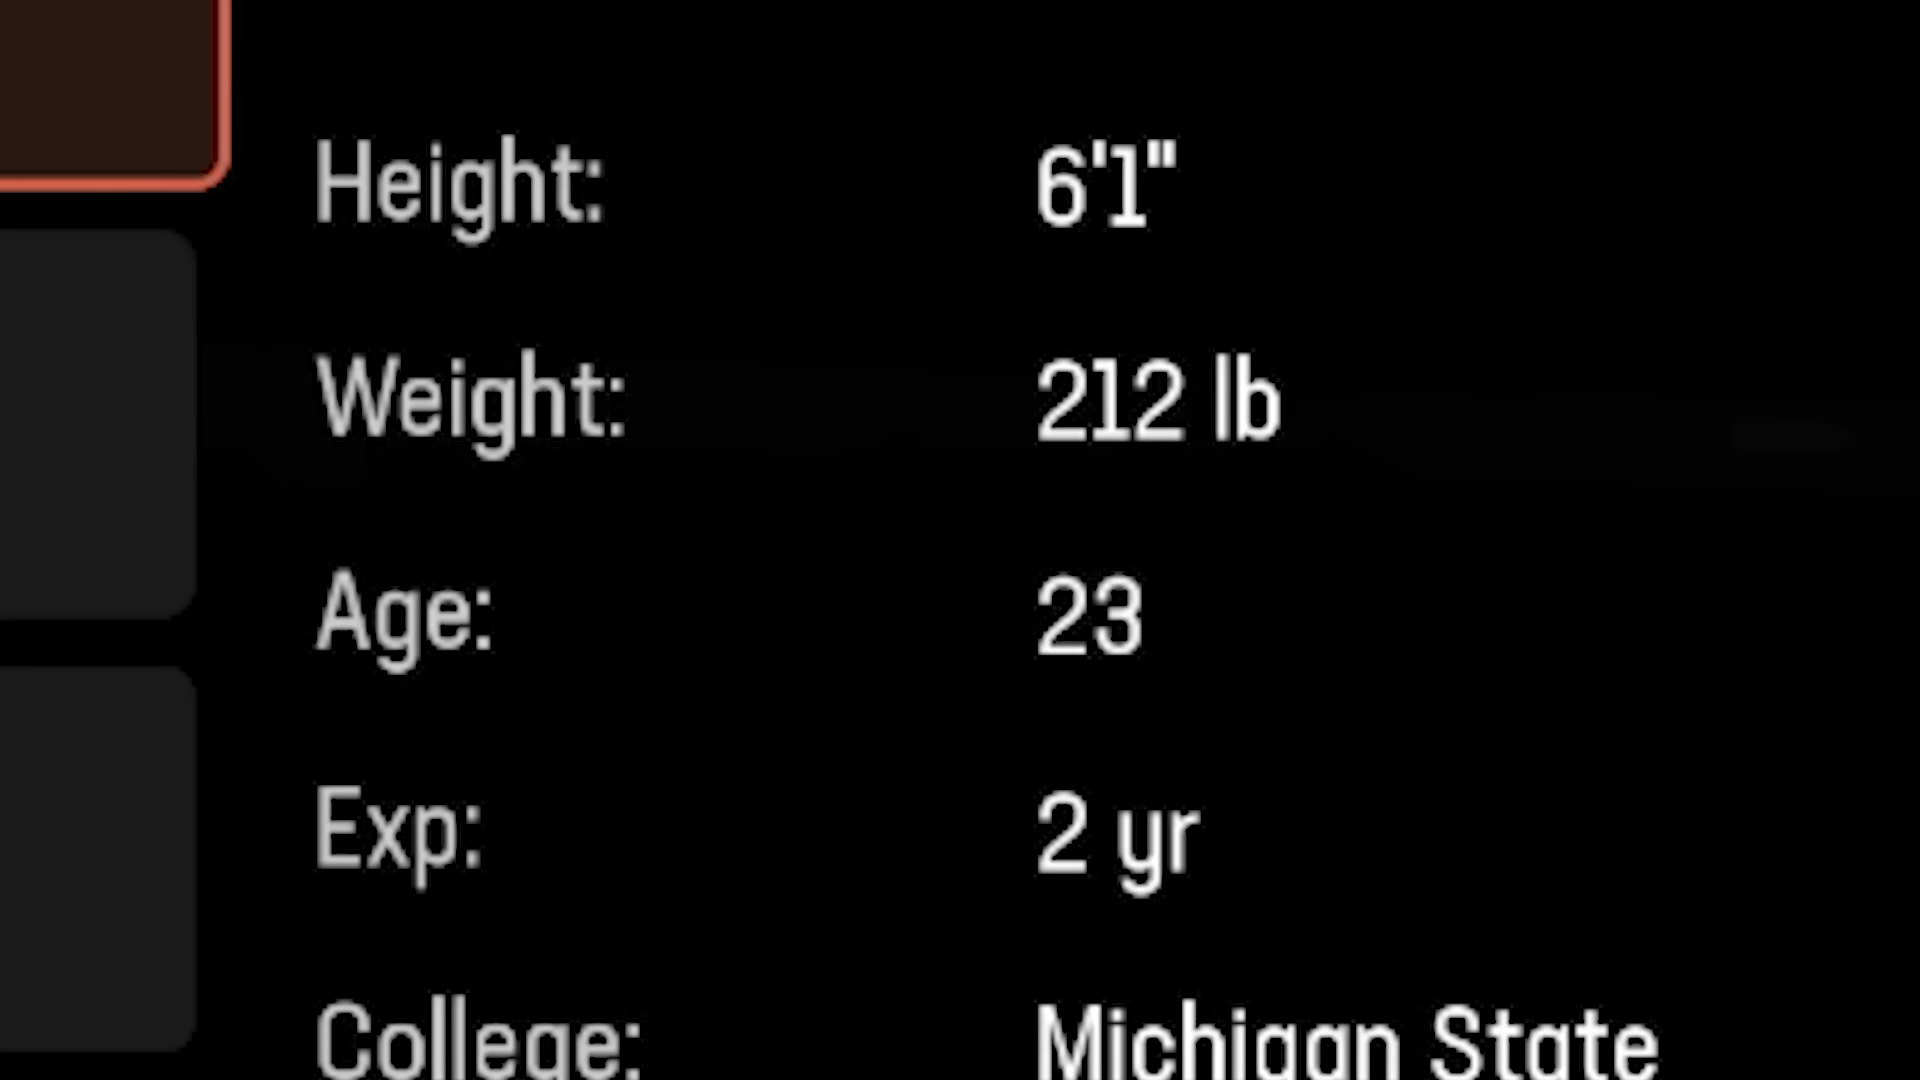 Height: 6'1"
Weight: 212 lb
Age: 23
Exp: 2 yr
College: Michigan State